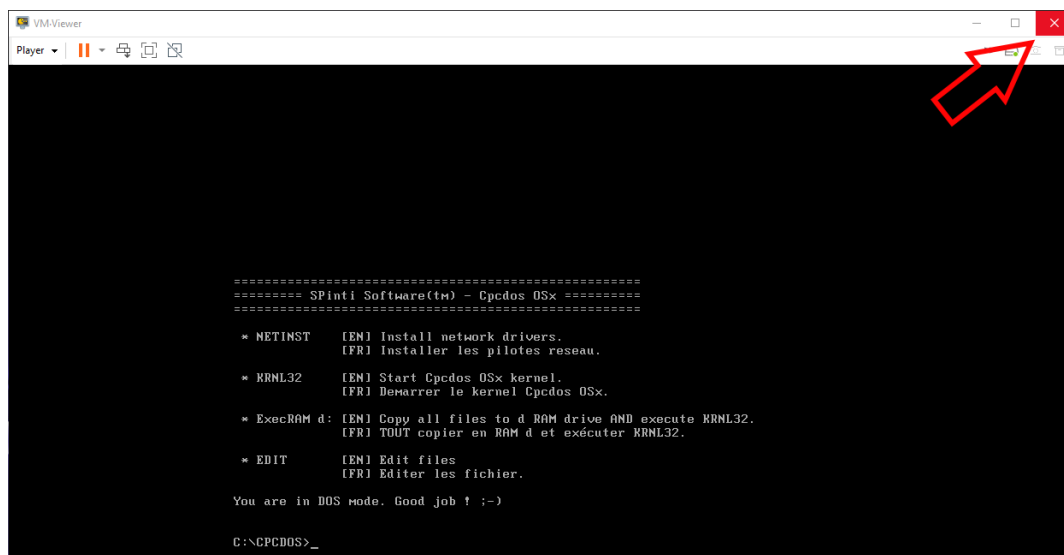 VM-Viewer
Player
=====================================================
========= SPinti Software(tm) - Cpcdos OSx ==========
=====================================================
* NETINST [EN] Install network drivers.
[FR] Installer les pilotes reseau.
* KRNL32 [EN] Start Cpcdos OSx kernel.
[FR] Demarrer le kernel Cpcdos OSx.
* ExecRAM d: [EN] Copy all files to d RAM drive AND execute KRNL32.
[FR] TOUT copier en RAM d et exécuter KRNL32.
* EDIT [EN] Edit files
[FR] Editer les fichier.
You are in DOS mode. Good job ! ;-)
C:\CPCDOS>_